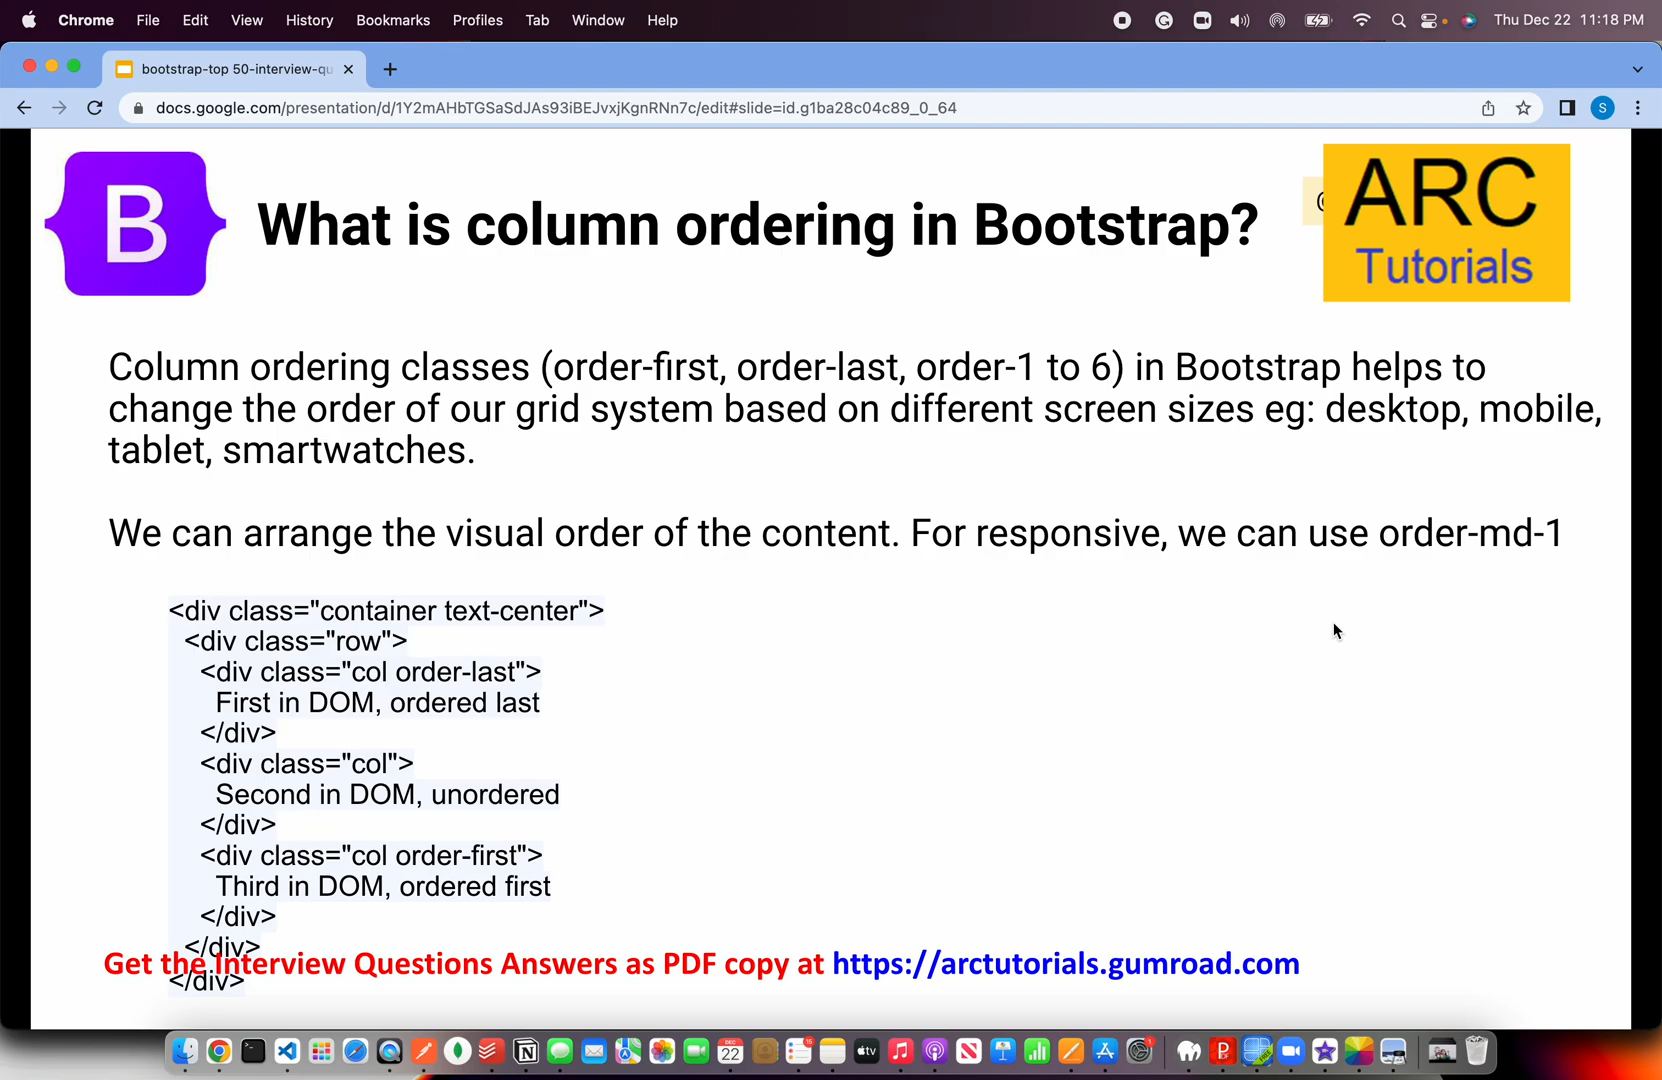 Chrome File Edit View History Bookmarks Profiles Tab Window Help Thu Dec 22 11:18 PM
bootstrap-top 50-interview-qu
docs.google.com/presentation/d/1Y2mAHbTGSaSdJAs93iBEJvxjKgnRNn7c/edit#slide=id.g1ba28c04c89_0_64 S
B
What is column ordering in Bootstrap?
ARC
Tutorials
Column ordering classes (order-first, order-last, order-1 to 6) in Bootstrap helps to
change the order of our grid system based on different screen sizes eg: desktop, mobile,
tablet, smartwatches.
We can arrange the visual order of the content. For responsive, we can use order-md-1
<div class="container text-center">
<div class="row">
<div class="col order-last">
First in DOM, ordered last
</div>
<div class="col">
Second in DOM, unordered
</div>
<div class="col order-first">
Third in DOM, ordered first
</div>
</div>
Get the Interview Questions Answers as PDF copy at https://arctutorials.gumroad.com
</div>
DEC
22
tv